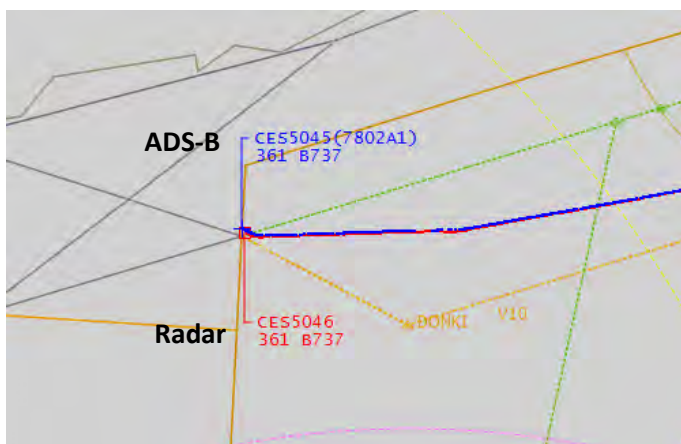 ADS-B
CES5045(7802A1)
361 B737
CES5046
361 B737
Radar
DONKI
V10